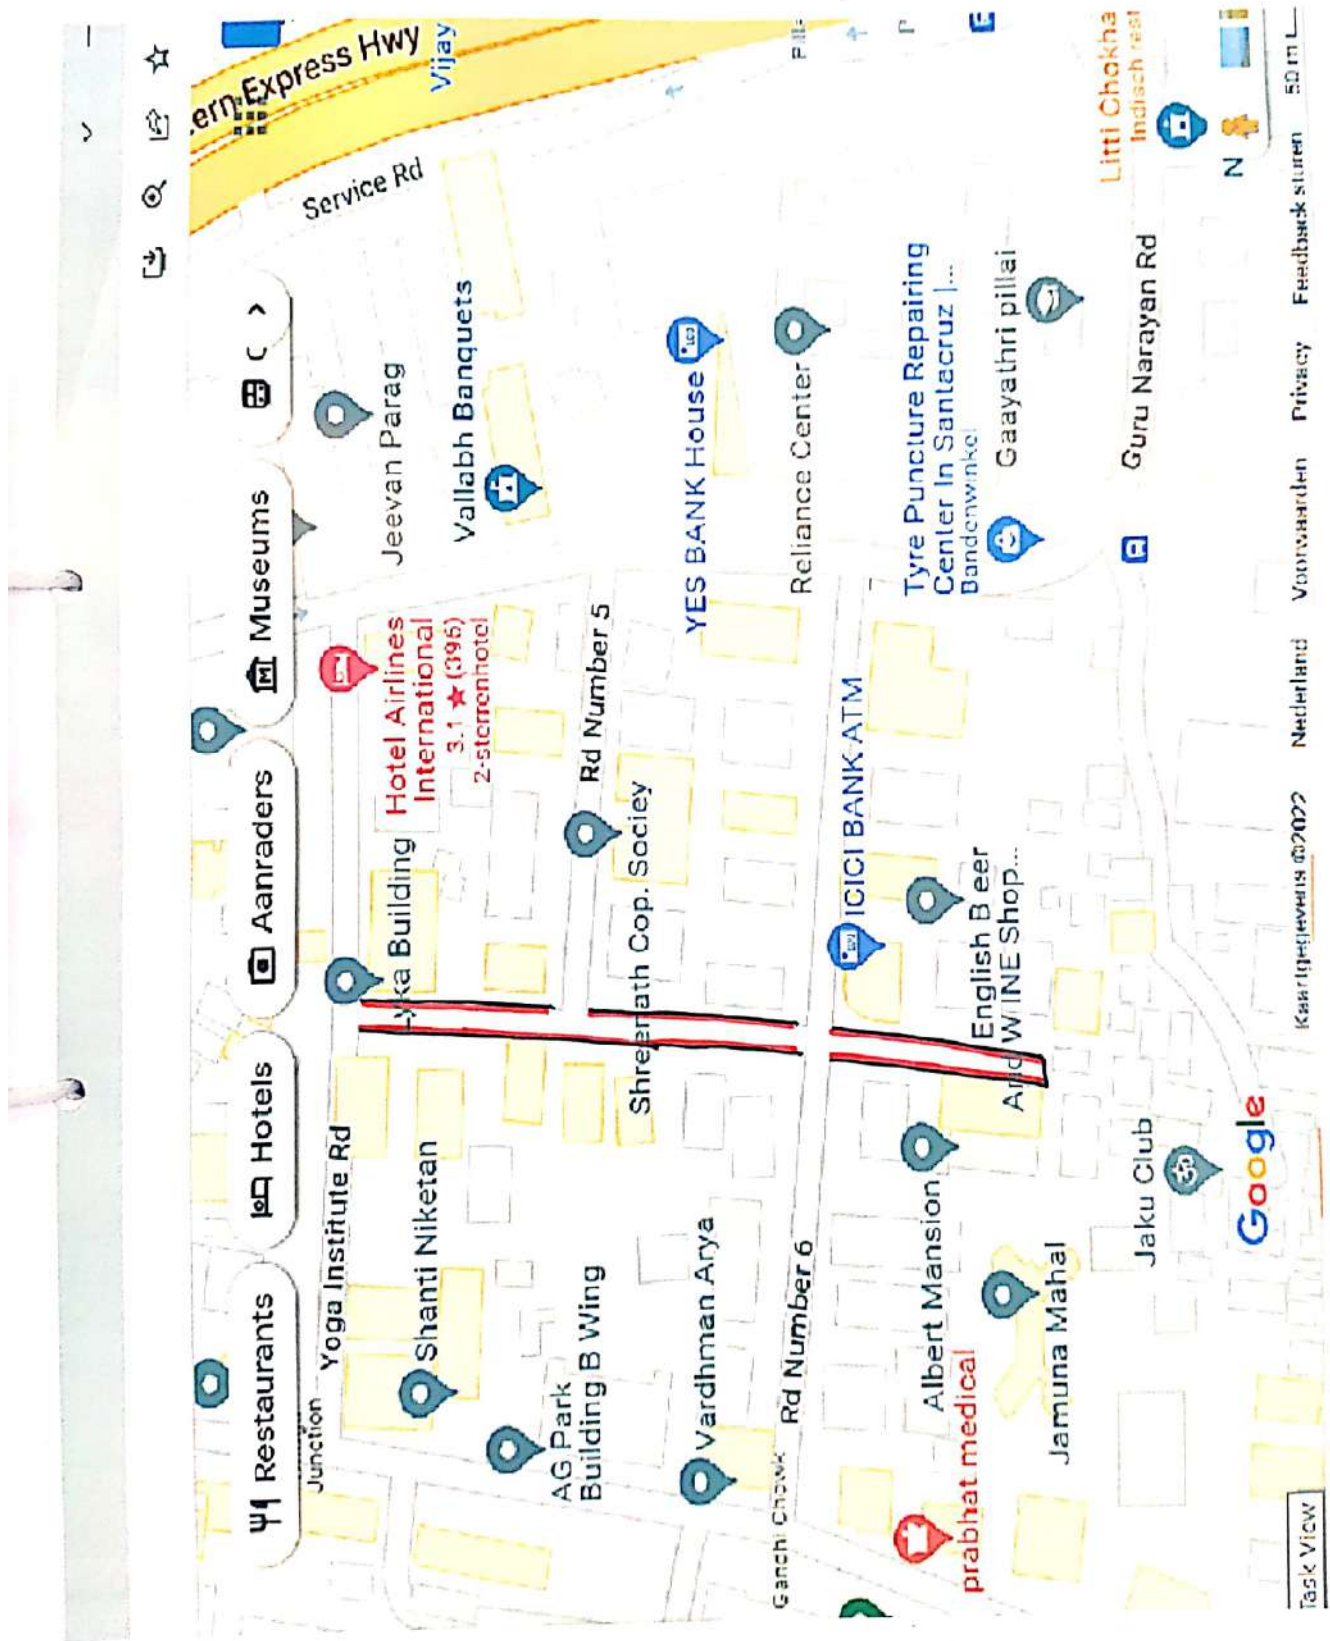 Restaurants
Hotels
Aanraders
Museums
C
ern Express Hwy
Vijay
Service Rd
Junction
Yoga Institute Rd
Hotel Airlines
International
3.1 ★ (396)
2-sterrenhotel
Jeevan Parag
Vallabh Banquets
Lyka Building
Shanti Niketan
Rd Number 5
AG Park
Building B Wing
Shreenath Cop. Sociey
YES BANK House
Vardhman Arya
Reliance Center
Gandhi Chowk
Rd Number 6
ICICI BANK ATM
Tyre Puncture Repairing
Center In Santacruz |...
Bandenwinkel
Albert Mansion
prabhat medical
English Beer
And WINE Shop...
Gaayathri pillai
Jamuna Mahal
Litti Chokha
Indisch rest
Guru Narayan Rd
Jaku Club
N
Google
Task View
Kaartgegevens ©2022
Nederland
Voorwaarden
Privacy
Feedback sturen
50 m